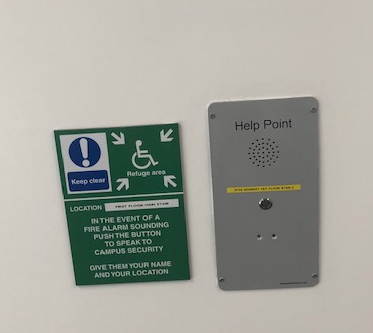 Keep clear
Refuge area
LOCATION FIRST FLOOR MAIN STAIR
IN THE EVENT OF A
FIRE ALARM SOUNDING
PUSH THE BUTTON
TO SPEAK TO
CAMPUS SECURITY
GIVE THEM YOUR NAME
AND YOUR LOCATION
Help Point